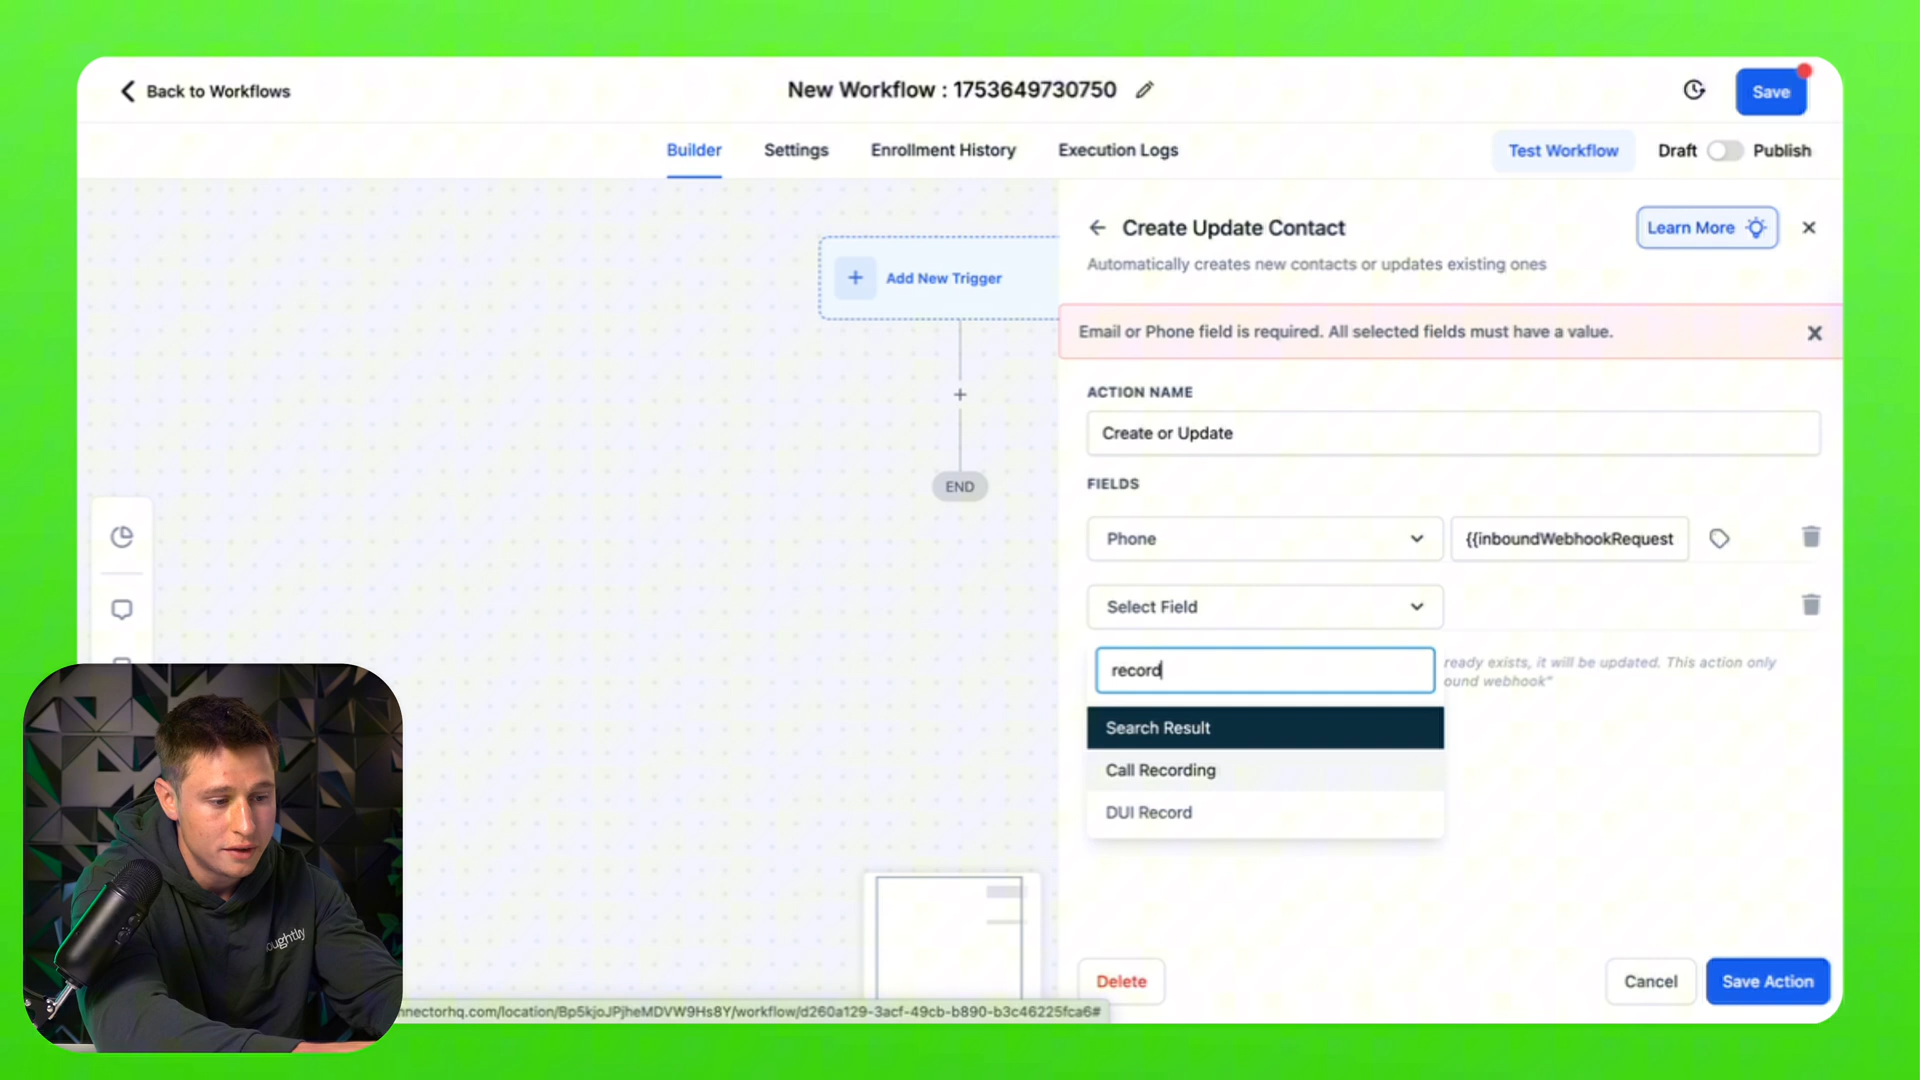 Back to Workflows
New Workflow : 1753649730750
Save
Builder
Settings
Enrollment History
Execution Logs
Test Workflow
Draft
Publish
Add New Trigger
END
Create Update Contact
Learn More
Automatically creates new contacts or updates existing ones
Email or Phone field is required. All selected fields must have a value.
ACTION NAME
Create or Update
FIELDS
Phone
{{inboundWebhookRequest
Select Field
record
ready exists, it will be updated. This action only
ound webhook"
Search Result
Call Recording
DUI Record
Delete
Cancel
Save Action
nnectorhq.com/location/Bp5kjoJPjheMDVW9Hs8Y/workflow/d260a129-3acf-49cb-b890-b3c46225fca6#
oughtly